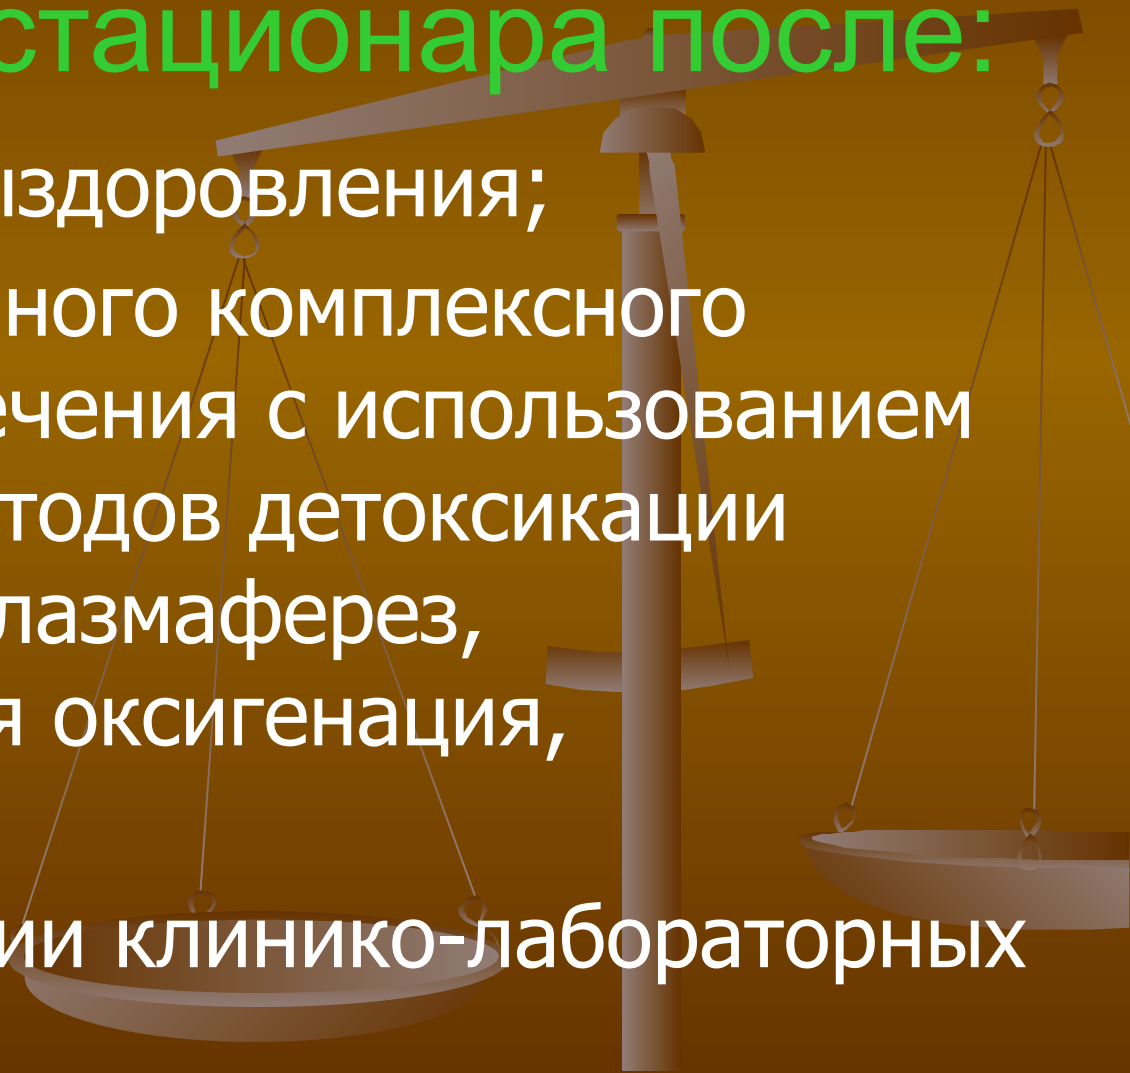 стационара после:
ыздоровления;
ного комплексного
ечения с использованием
тодов детоксикации
лазмаферез,
я оксигенация,
ии клинико-лабораторных